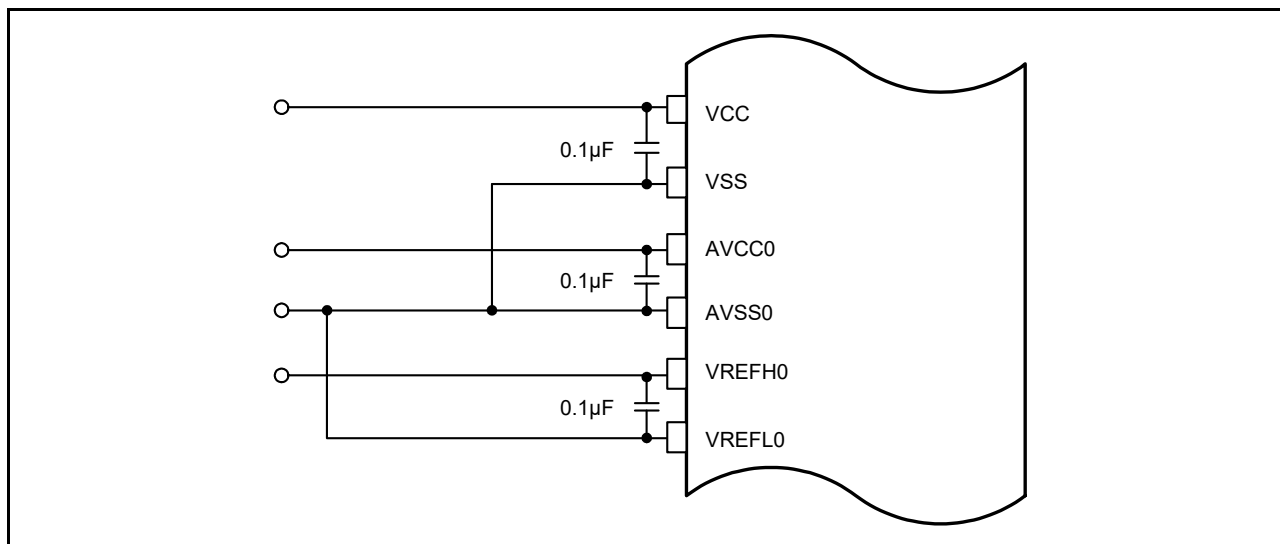 VCC
0.1µF
VSS
AVCC0
0.1µF
AVSS0
VREFH0
0.1µF
VREFL0